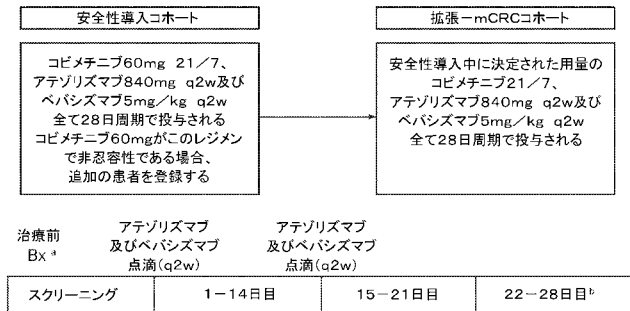 安全性導入コホート
拡張－mCRCコホート
コビメチニブ60mg 21／7、
アテゾリズマブ840mg q2w及び
ベバシズマブ5mg／kg q2w
全て28日周期で投与される
コビメチニブ60mgがこのレジメン
で非忍容性である場合、
追加の患者を登録する
安全性導入中に決定された用量の
コビメチニブ21／7、
アテゾリズマブ840mg q2w及び
ベバシズマブ5mg／kg q2w
全て28日周期で投与される
治療前
Bx a
アテゾリズマブ
及びベバシズマブ
点滴(q2w)
アテゾリズマブ
及びベバシズマブ
点滴(q2w)
スクリーニング
1－14日目
15－21日目
22－28日目b